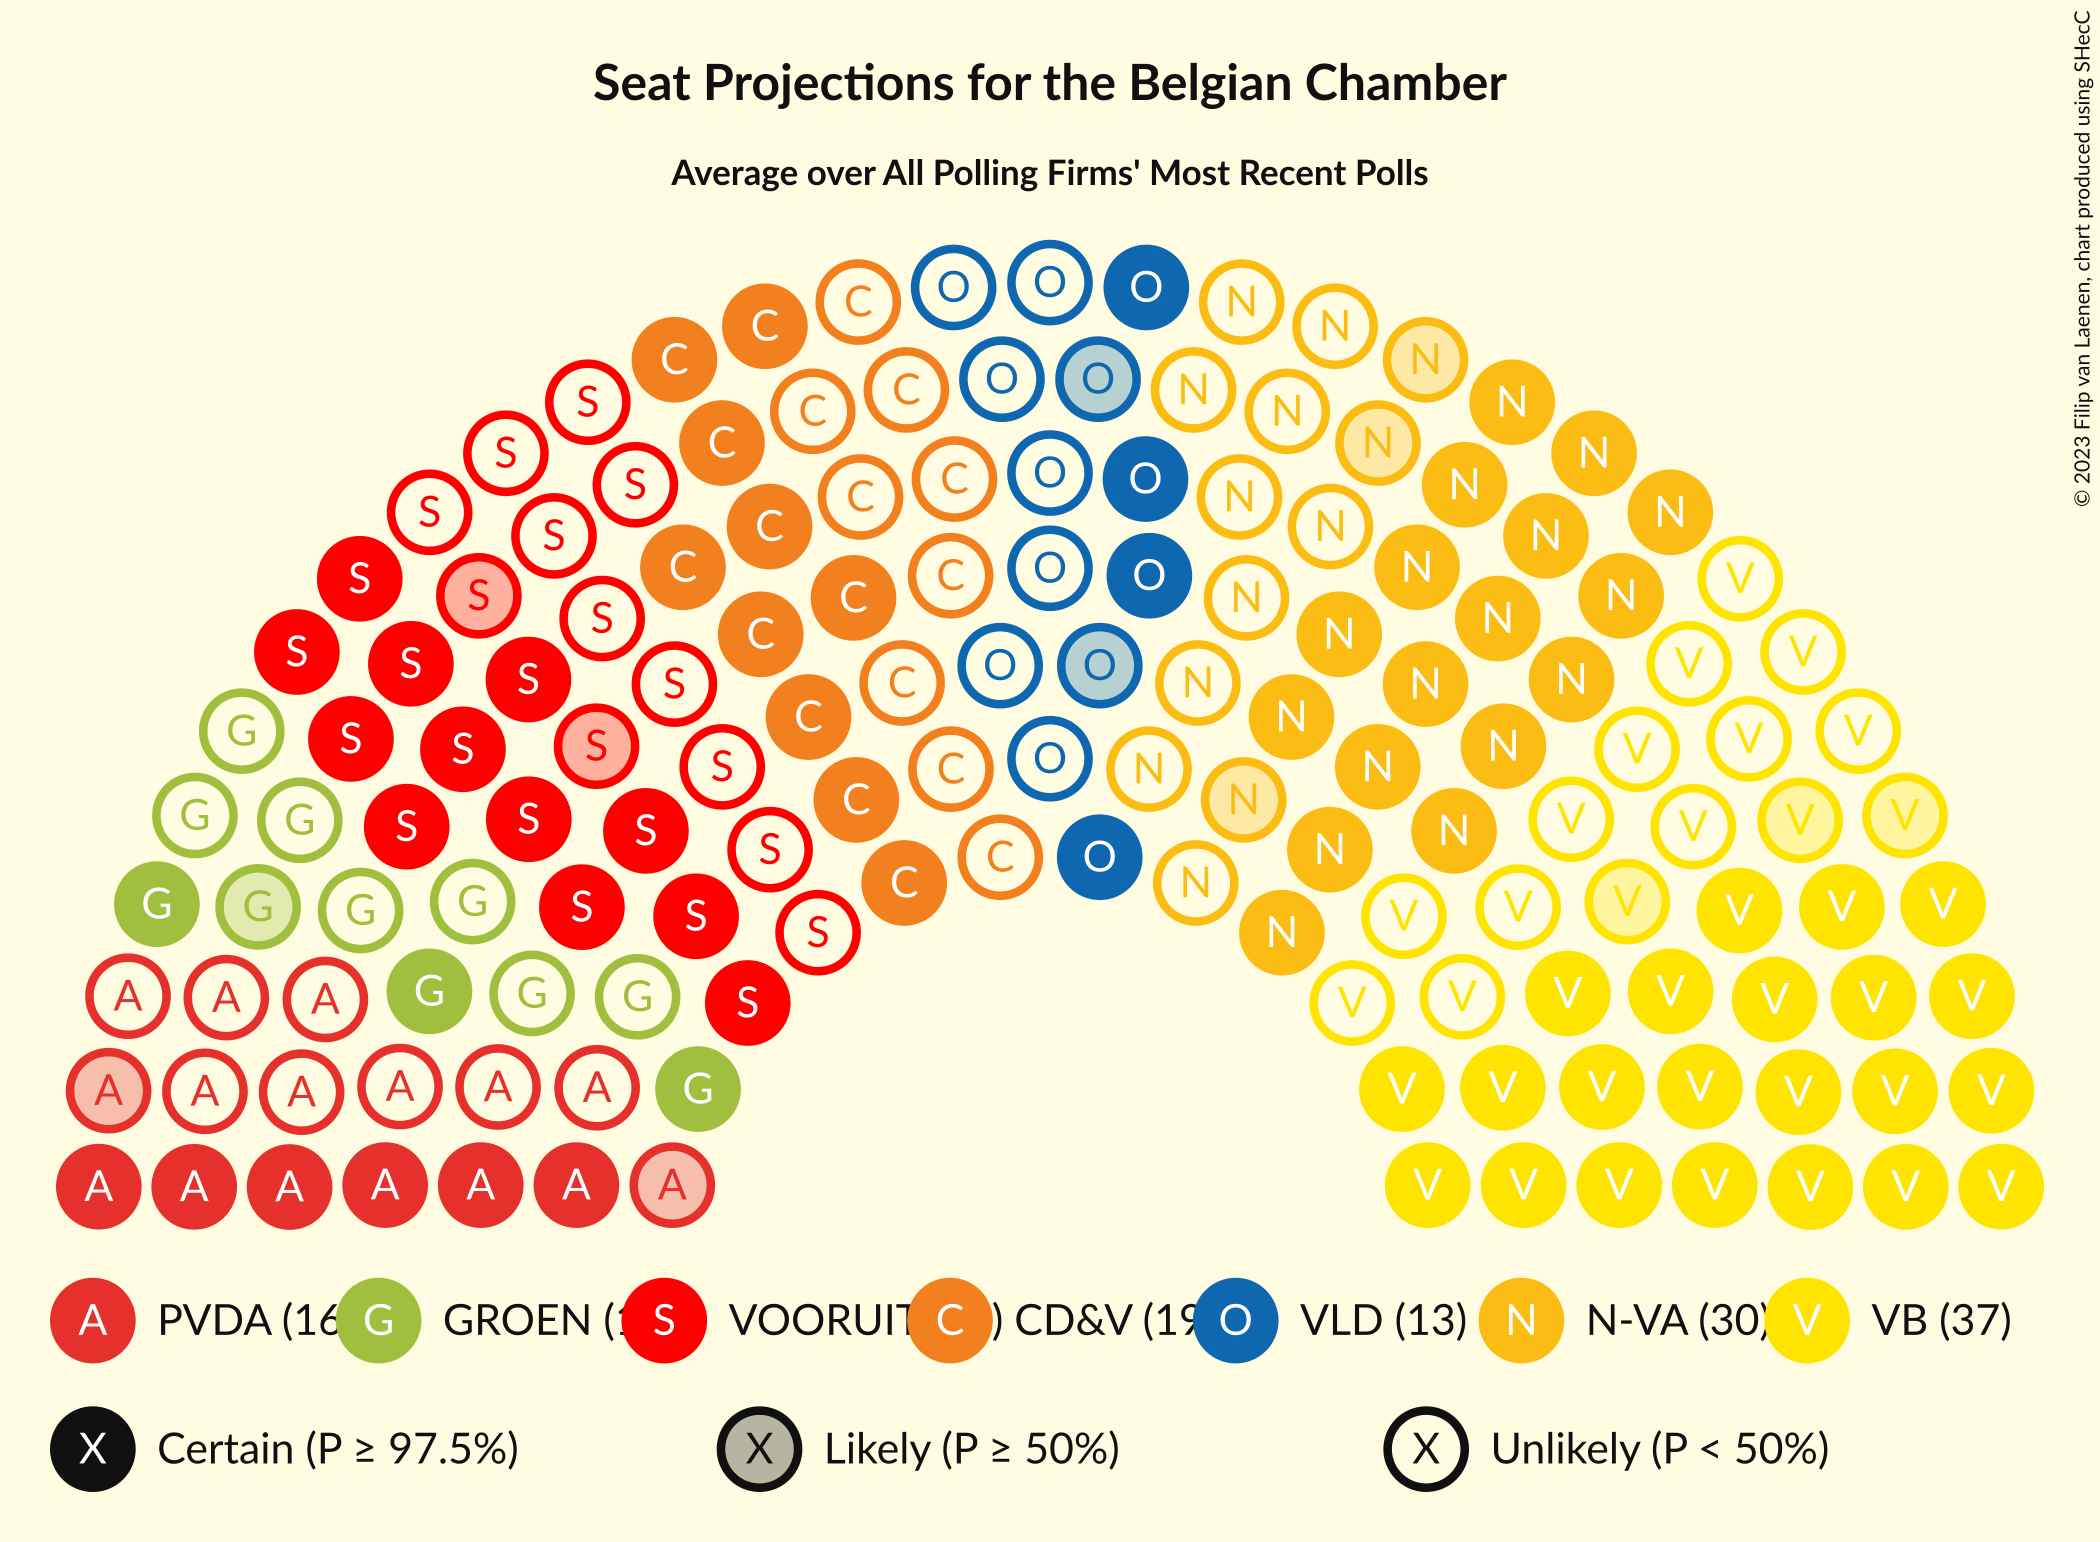 Seat Projections for the Belgian Chamber
Average over All Polling Firms' Most Recent Polls
© 2023 Filip van Laenen, chart produced using SHecC
C O O O N
C N
C C O O N N
S C N N
S C N N
S S C C O O N N N
S C N N
S S C C C O O N N N V
S C N N
S S S S C O O N N N V V
G S S S S C C O N N N N V V V
G G S S S S C C O N N N V V V V
G G G G S S S C N N V V V V V V
A A A G G G S V V V V V V V
A A A A A A G V V V V V V V
A A A A A A A V V V V V V V
A PVDA (16 G GROEN (1 S VOORUIT C ) CD&V (19 O VLD (13) N N-VA (30) V VB (37)
X Certain (P ≥ 97.5%) X Likely (P ≥ 50%) X Unlikely (P < 50%)